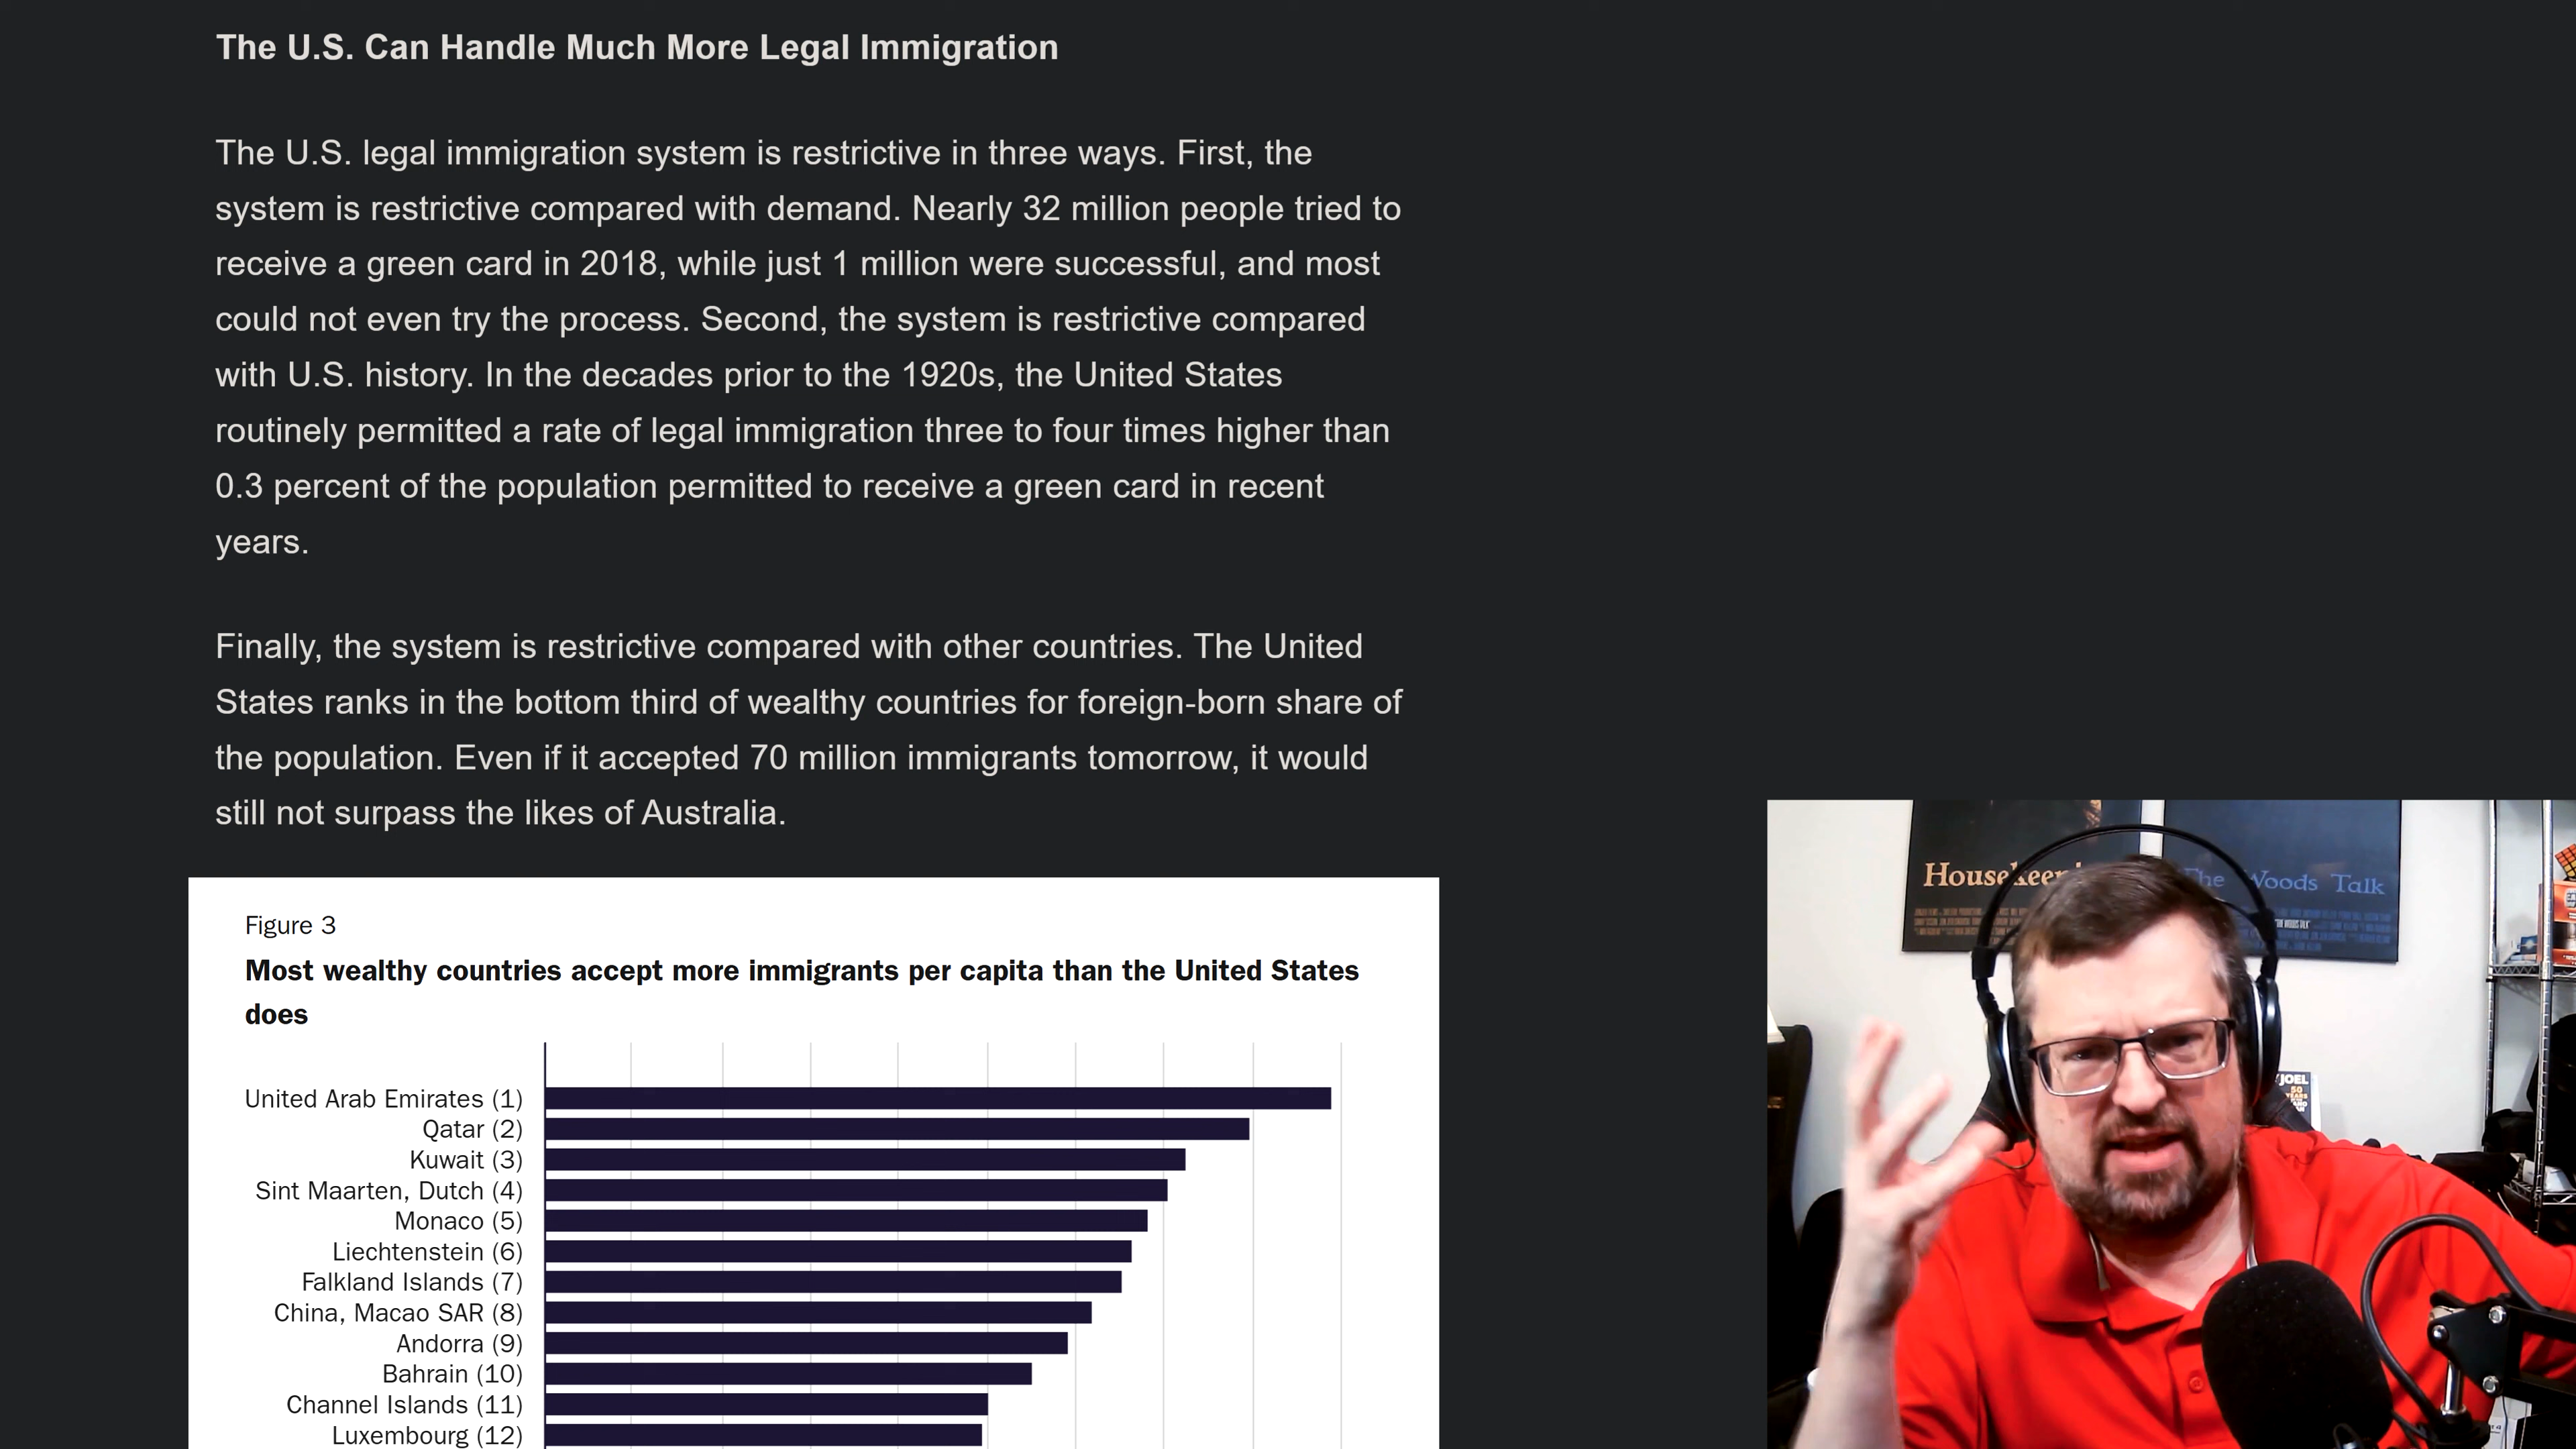 The U.S. Can Handle Much More Legal Immigration
The U.S. legal immigration system is restrictive in three ways. First, the
system is restrictive compared with demand. Nearly 32 million people tried to
receive a green card in 2018, while just 1 million were successful, and most
could not even try the process. Second, the system is restrictive compared
with U.S. history. In the decades prior to the 1920s, the United States
routinely permitted a rate of legal immigration three to four times higher than
0.3 percent of the population permitted to receive a green card in recent
years.
Finally, the system is restrictive compared with other countries. The United
States ranks in the bottom third of wealthy countries for foreign-born share of
the population. Even if it accepted 70 million immigrants tomorrow, it would
still not surpass the likes of Australia.
Figure 3
Most wealthy countries accept more immigrants per capita than the United States
does
United Arab Emirates (1)
Qatar (2)
Kuwait (3)
Sint Maarten, Dutch (4)
Monaco (5)
Liechtenstein (6)
Falkland Islands (7)
China, Macao SAR (8)
Andorra (9)
Bahrain (10)
Channel Islands (11)
Luxembourg (12)
The Woods Talk
JOEL
50
YEARS